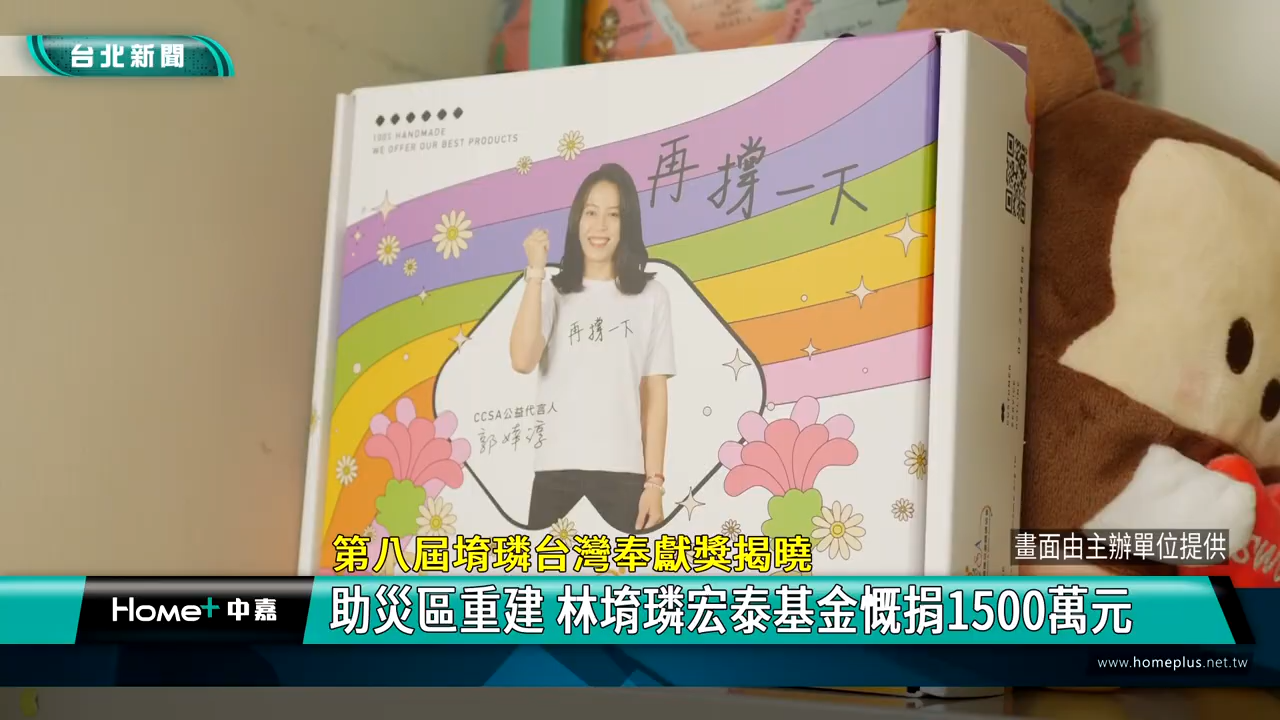 台北新聞
100% HANDMADE
WE OFFER OUR BEST PRODUCTS
再撐一下
再撐一下
CCSA公益代言人
郭婞淳
第八屆堉璘台灣奉獻獎揭曉
畫面由主辦單位提供
Home+ 中嘉
助災區重建 林堉璘宏泰基金慨捐1500萬元
www.homeplus.net.tw